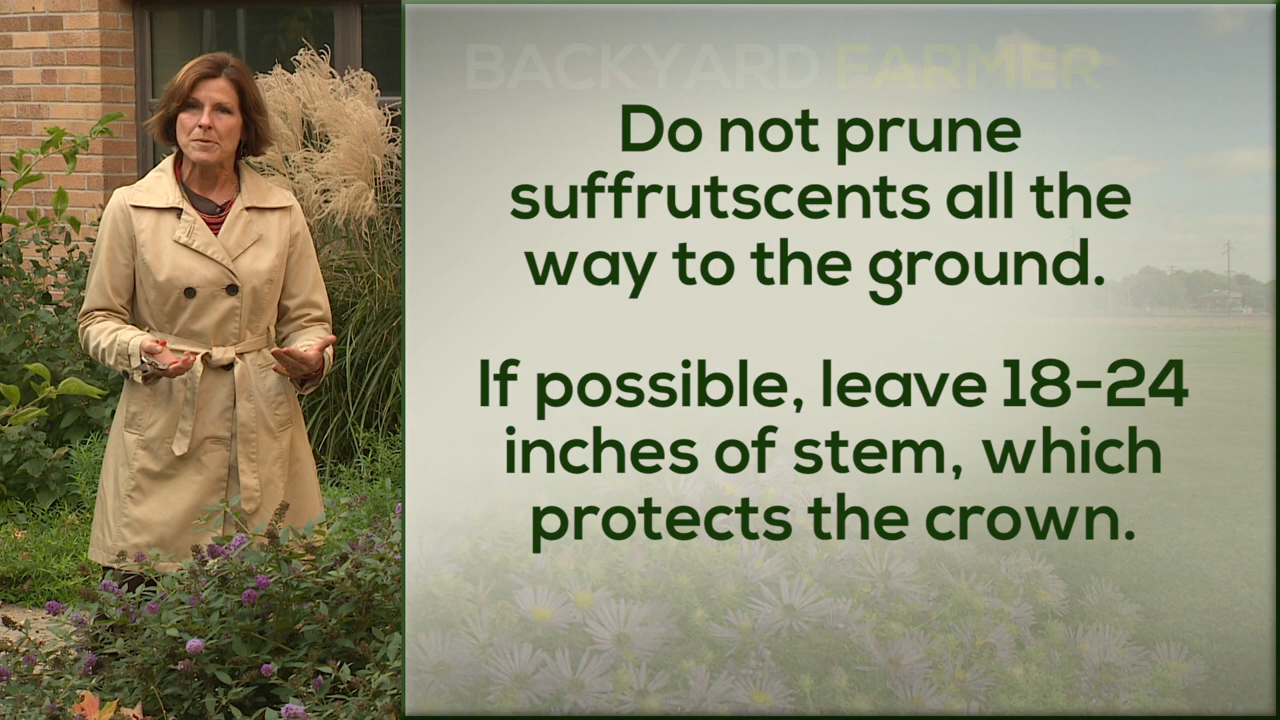 BACKYARD FARMER
Do not prune
suffrutscents all the
way to the ground.
If possible, leave 18-24
inches of stem, which
protects the crown.